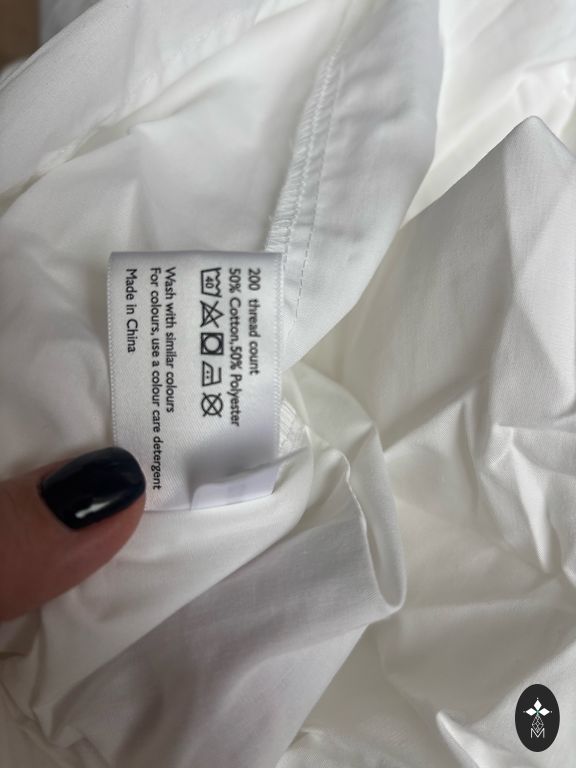 200 thread count
50% Cotton,50% Polyester
40
Wash with similar colours
For colours, use a colour care detergent
Made in China
M